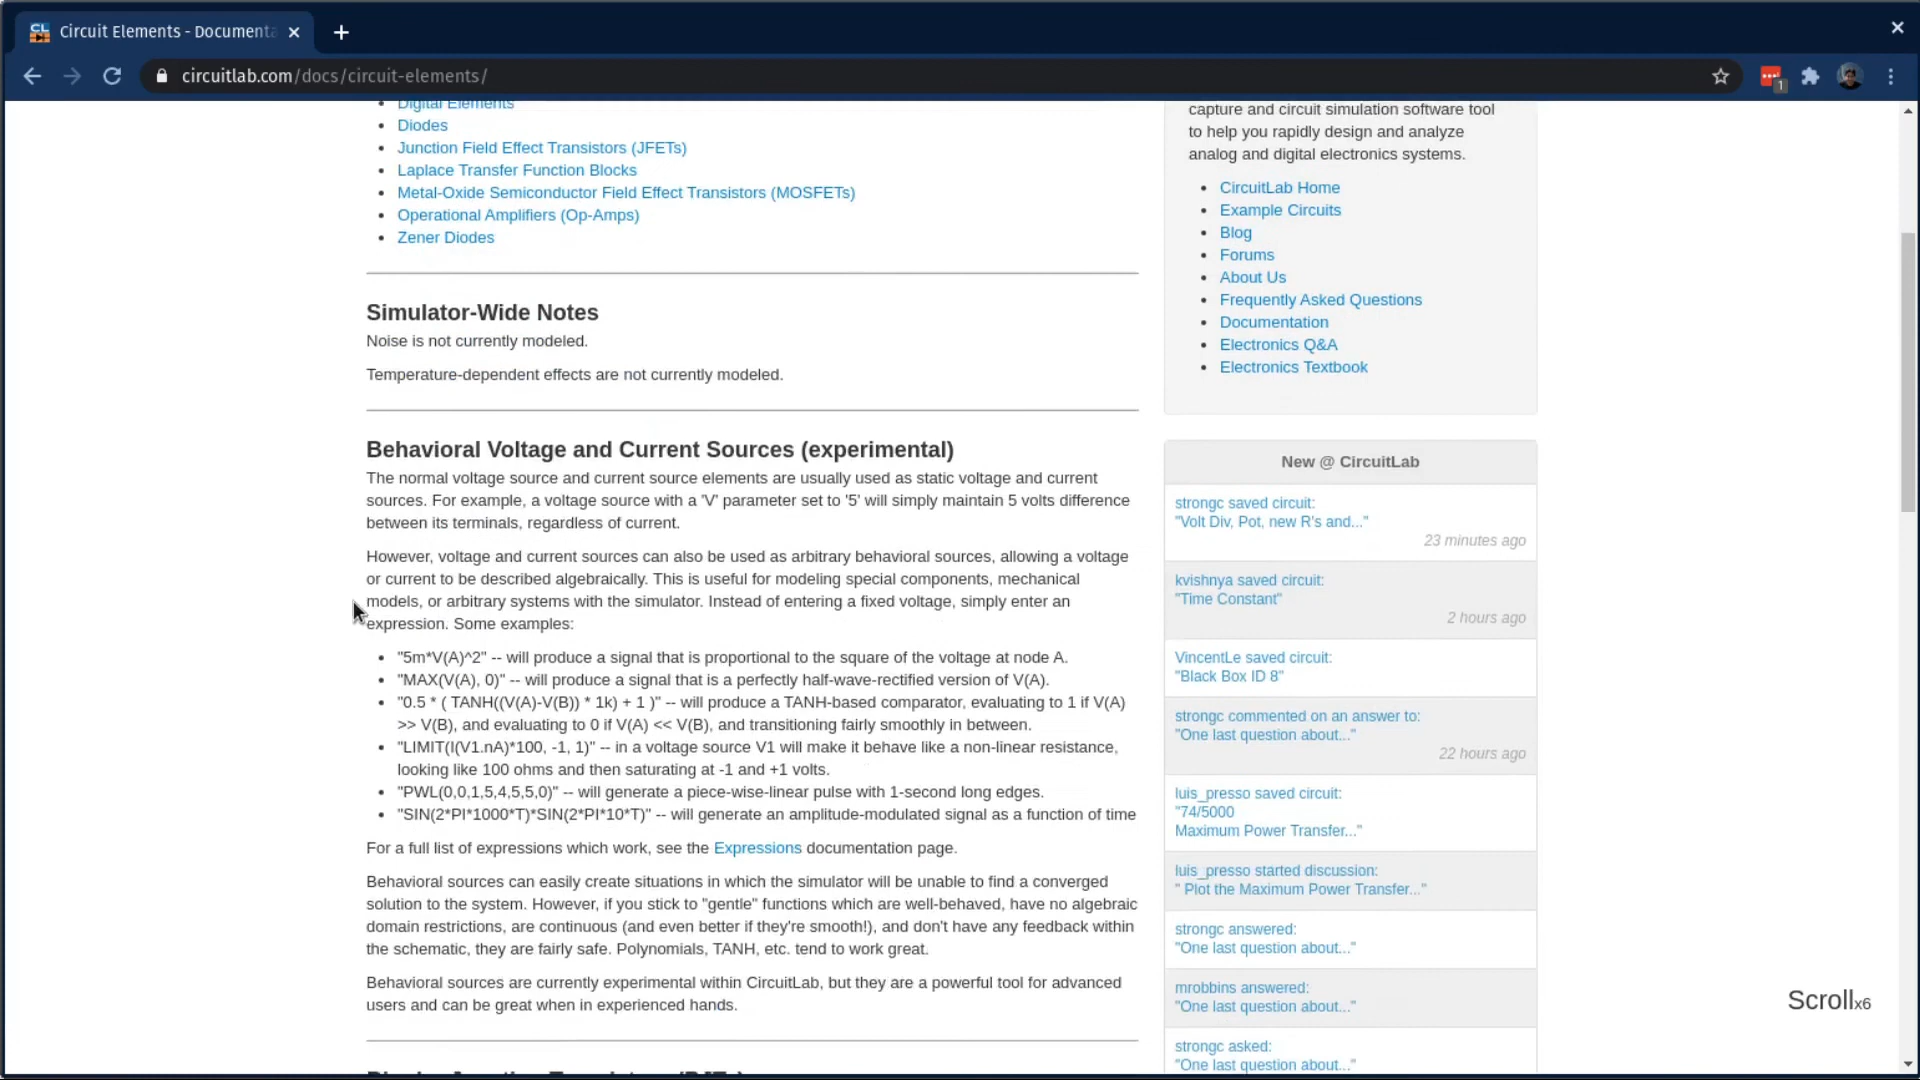 Circuit Elements - Documenta
circuitlab.com/docs/circuit-elements/
1
Digital Elements
Diodes
Junction Field Effect Transistors (JFETs)
Laplace Transfer Function Blocks
Metal-Oxide Semiconductor Field Effect Transistors (MOSFETs)
Operational Amplifiers (Op-Amps)
Zener Diodes
Simulator-Wide Notes
Noise is not currently modeled.
Temperature-dependent effects are not currently modeled.
Behavioral Voltage and Current Sources (experimental)
The normal voltage source and current source elements are usually used as static voltage and current
sources. For example, a voltage source with a 'V' parameter set to '5' will simply maintain 5 volts difference
between its terminals, regardless of current.
However, voltage and current sources can also be used as arbitrary behavioral sources, allowing a voltage
or current to be described algebraically. This is useful for modeling special components, mechanical
models, or arbitrary systems with the simulator. Instead of entering a fixed voltage, simply enter an
expression. Some examples:
"5m*V(A)^2" -- will produce a signal that is proportional to the square of the voltage at node A.
"MAX(V(A), 0)" -- will produce a signal that is a perfectly half-wave-rectified version of V(A).
"0.5 * ( TANH((V(A)-V(B)) * 1k) + 1 )" -- will produce a TANH-based comparator, evaluating to 1 if V(A)
>> V(B), and evaluating to 0 if V(A) << V(B), and transitioning fairly smoothly in between.
"LIMIT(I(V1.nA)*100, -1, 1)" -- in a voltage source V1 will make it behave like a non-linear resistance,
looking like 100 ohms and then saturating at -1 and +1 volts.
"PWL(0,0,1,5,4,5,5,0)" -- will generate a piece-wise-linear pulse with 1-second long edges.
"SIN(2*PI*1000*T)*SIN(2*PI*10*T)" -- will generate an amplitude-modulated signal as a function of time
For a full list of expressions which work, see the Expressions documentation page.
Behavioral sources can easily create situations in which the simulator will be unable to find a converged
solution to the system. However, if you stick to "gentle" functions which are well-behaved, have no algebraic
domain restrictions, are continuous (and even better if they're smooth!), and don't have any feedback within
the schematic, they are fairly safe. Polynomials, TANH, etc. tend to work great.
Behavioral sources are currently experimental within CircuitLab, but they are a powerful tool for advanced
users and can be great when in experienced hands.
capture and circuit simulation software tool
to help you rapidly design and analyze
analog and digital electronics systems.
CircuitLab Home
Example Circuits
Blog
Forums
About Us
Frequently Asked Questions
Documentation
Electronics Q&A
Electronics Textbook
New @ CircuitLab
strongc saved circuit:
"Volt Div, Pot, new R's and..."
23 minutes ago
kvishnya saved circuit:
"Time Constant"
2 hours ago
VincentLe saved circuit:
"Black Box ID 8"
strongc commented on an answer to:
"One last question about..."
22 hours ago
luis_presso saved circuit:
"74/5000
Maximum Power Transfer..."
luis_presso started discussion:
" Plot the Maximum Power Transfer..."
strongc answered:
"One last question about..."
mrobbins answered:
"One last question about..."
strongc asked:
"One last question about..."
Scrollx6